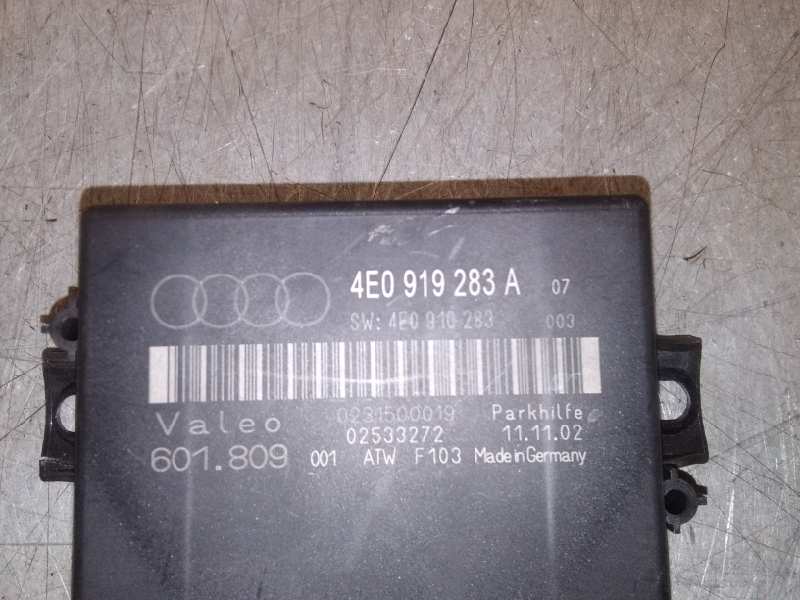 4E0 919 283 A 07
SW: 4E0 910 283 003
0231500019 Parkhilfe
Valeo 02533272 11.11.02
601.809 001 ATW F103 Made in Germany